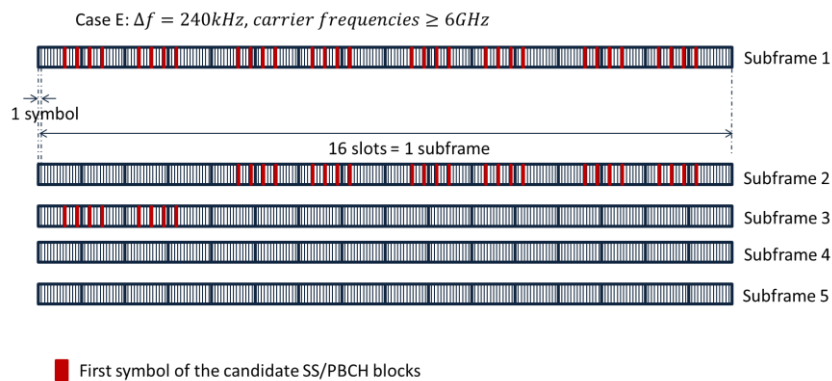 Case E: Δf = 240kHz, carrier frequencies ≥ 6GHz
Subframe 1
1 symbol
16 slots = 1 subframe
Subframe 2
Subframe 3
Subframe 4
Subframe 5
First symbol of the candidate SS/PBCH blocks